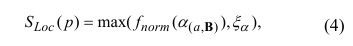 S_{Loc}(p) = max(f_{norm}(α_{(a,B)}), ξ_α), (4)